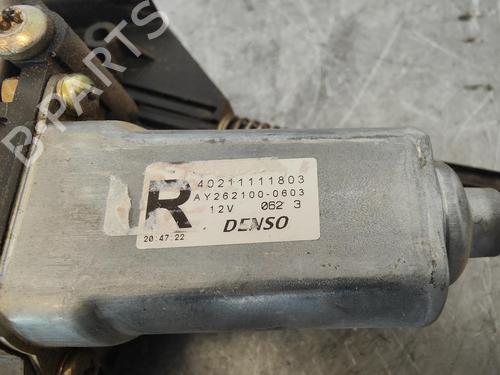 B-PARTS
40211111803
R
AY262100-0603
12V 062 3
20:47:22 DENSO